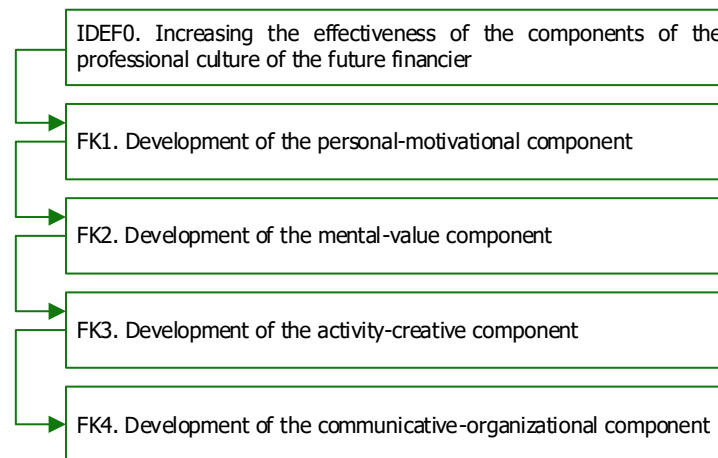 IDEF0. Increasing the effectiveness of the components of the
professional culture of the future financier
FK1. Development of the personal-motivational component
FK2. Development of the mental-value component
FK3. Development of the activity-creative component
FK4. Development of the communicative-organizational component